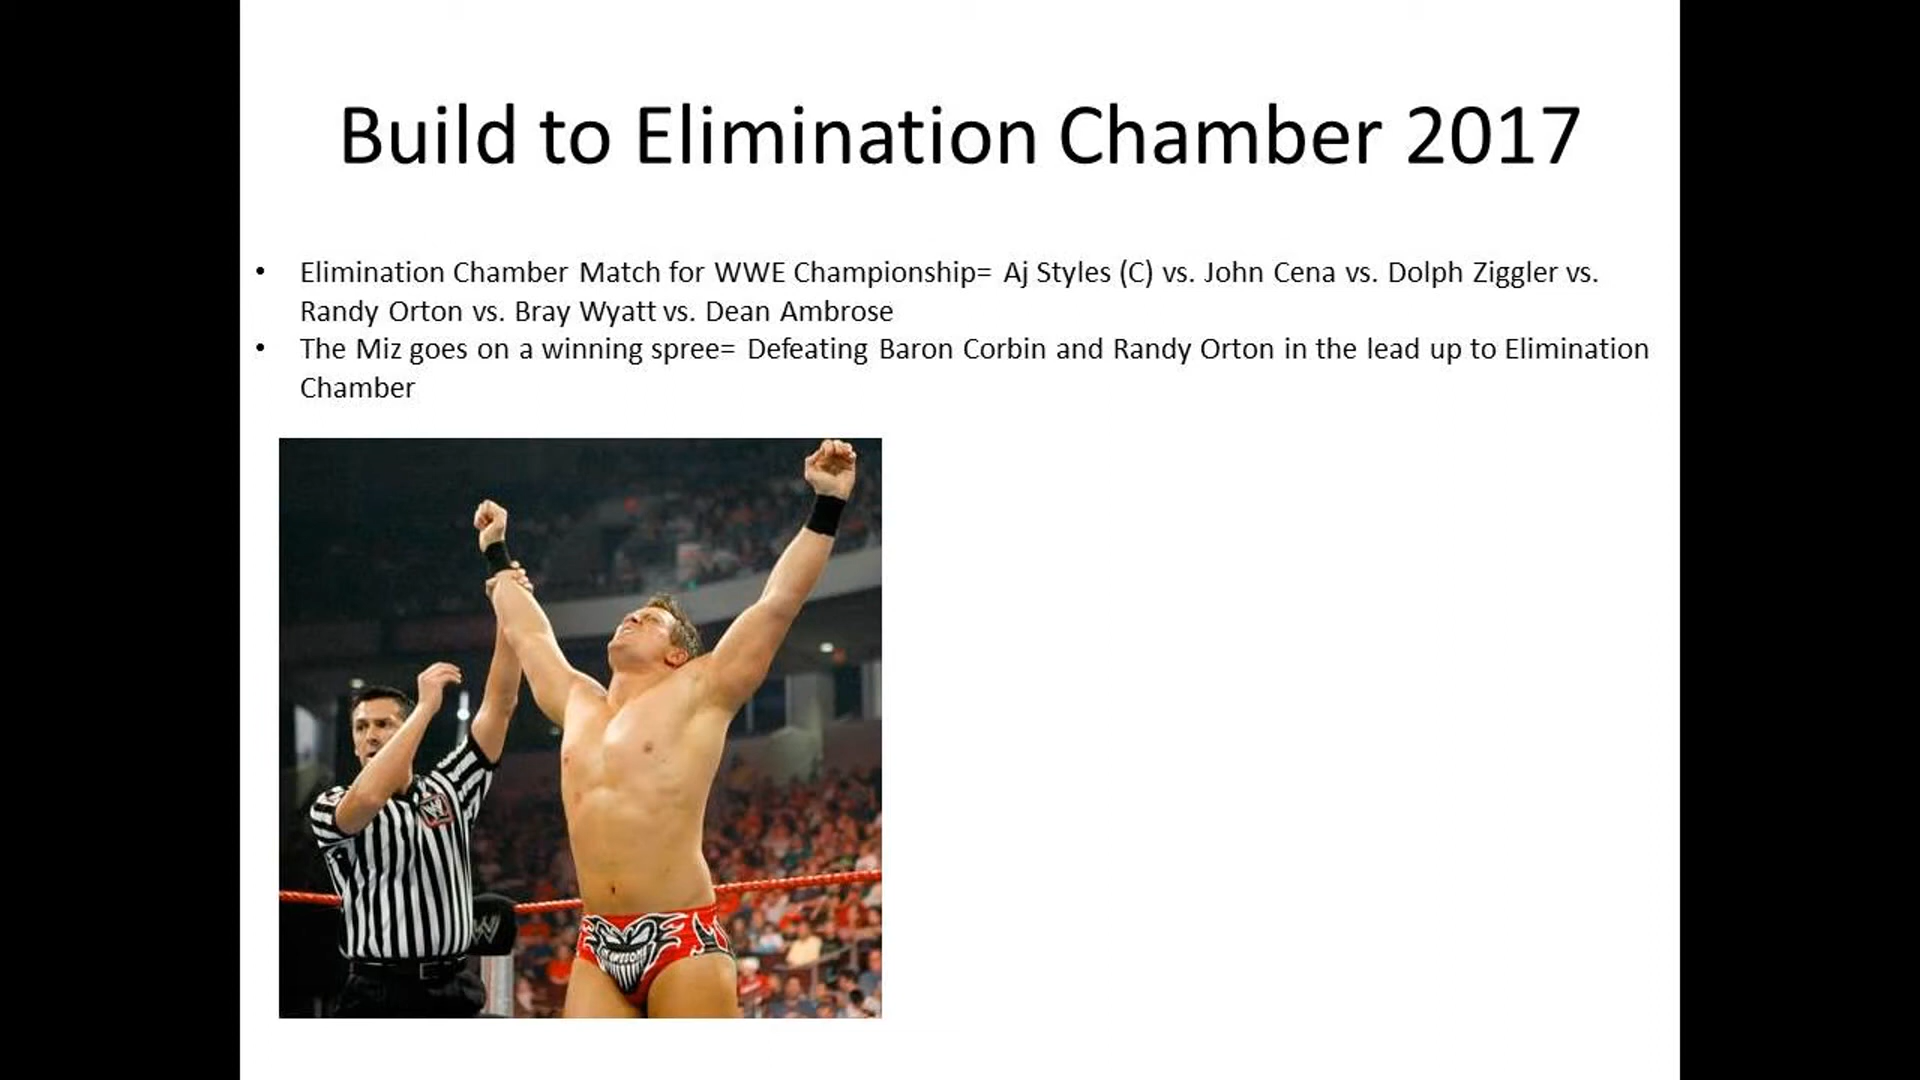 Build to Elimination Chamber 2017
• Elimination Chamber Match for WWE Championship= Aj Styles (C) vs. John Cena vs. Dolph Ziggler vs.
Randy Orton vs. Bray Wyatt vs. Dean Ambrose
• The Miz goes on a winning spree= Defeating Baron Corbin and Randy Orton in the lead up to Elimination
Chamber
W
W
I'M AWESOME